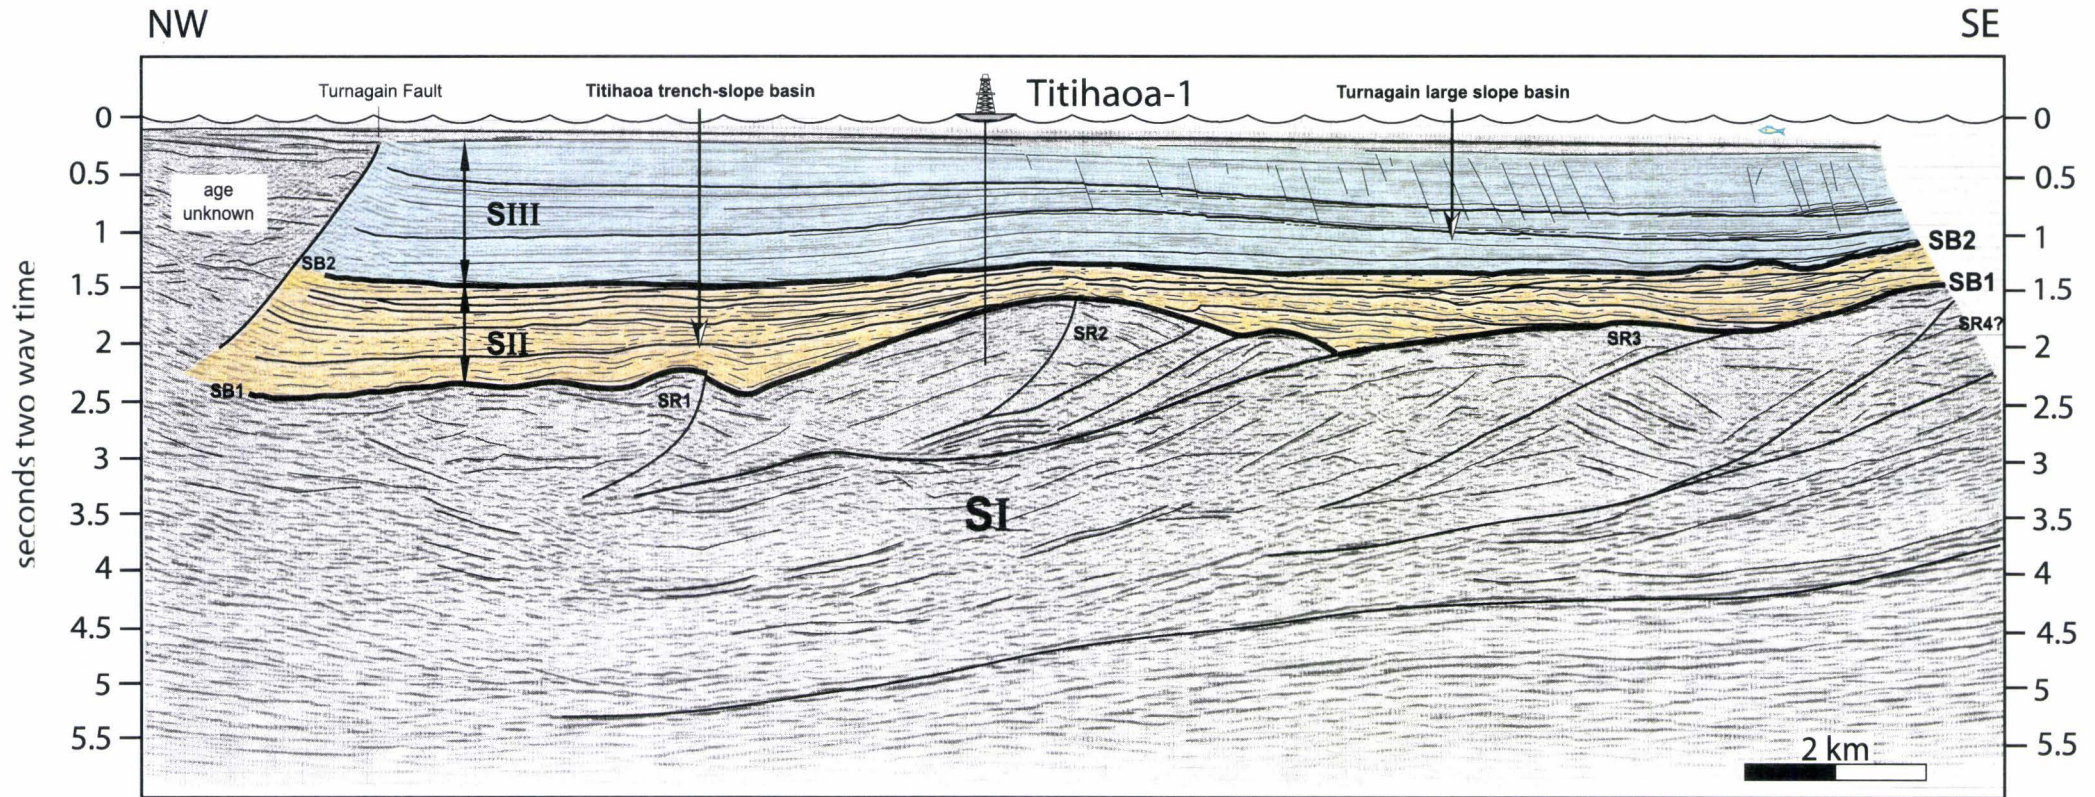 NW
SE
Turnagain Fault
Titihaoa trench-slope basin
Titihaoa-1
Turnagain large slope basin
0
0.5
1
1.5
2
2.5
3
3.5
4
4.5
5
5.5
seconds two way time
age
unknown
SIII
SB2
SII
SB1
SR1
SR2
SR3
SI
SB2
SB1
SR4?
0
0.5
1
1.5
2
2.5
3
3.5
4
4.5
5
5.5
2 km